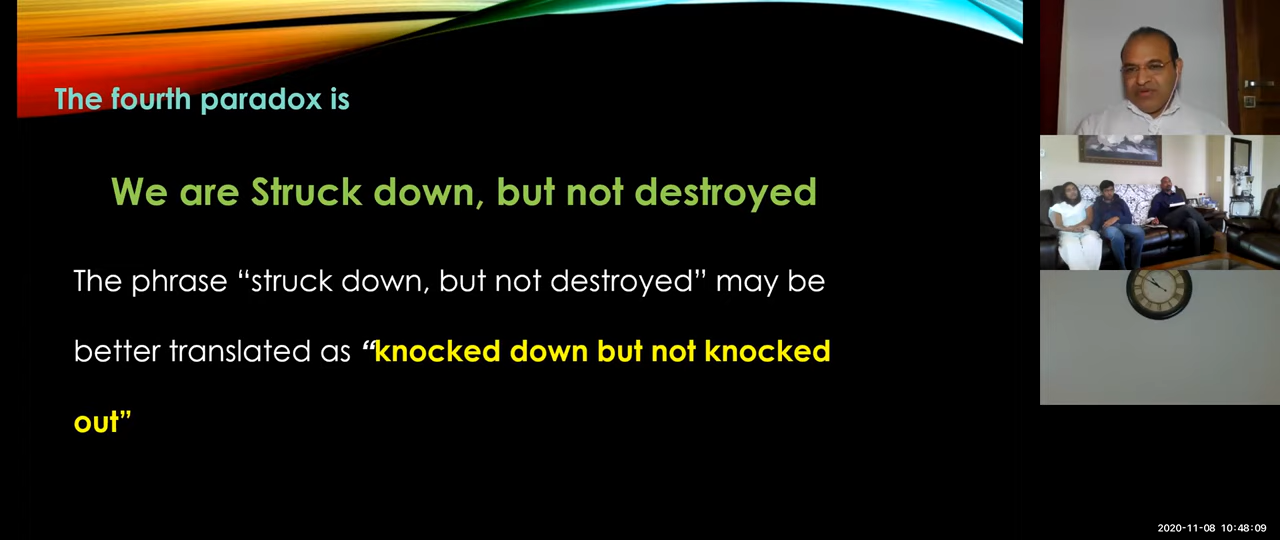 The fourth paradox is
We are Struck down, but not destroyed
The phrase “struck down, but not destroyed” may be
better translated as “knocked down but not knocked
out”
2020-11-08 10:48:09